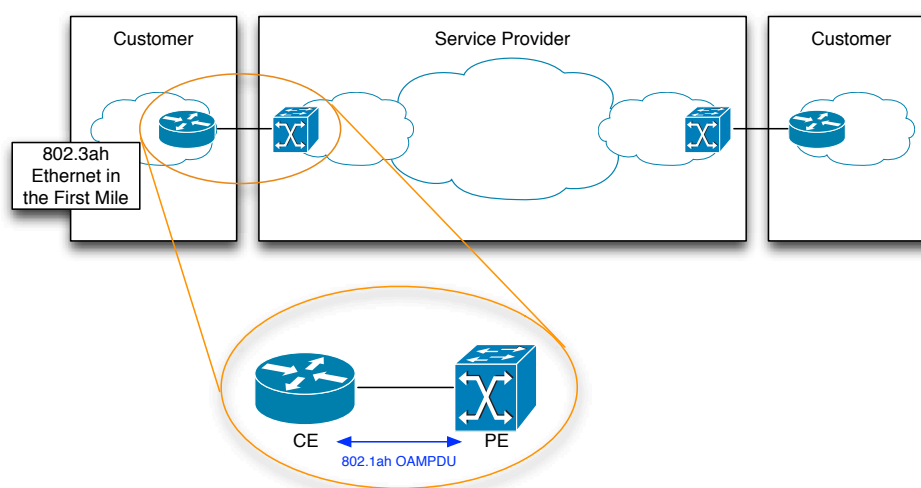 Customer
Service Provider
Customer
802.3ah
Ethernet in
the First Mile
CE
PE
802.1ah OAMPDU